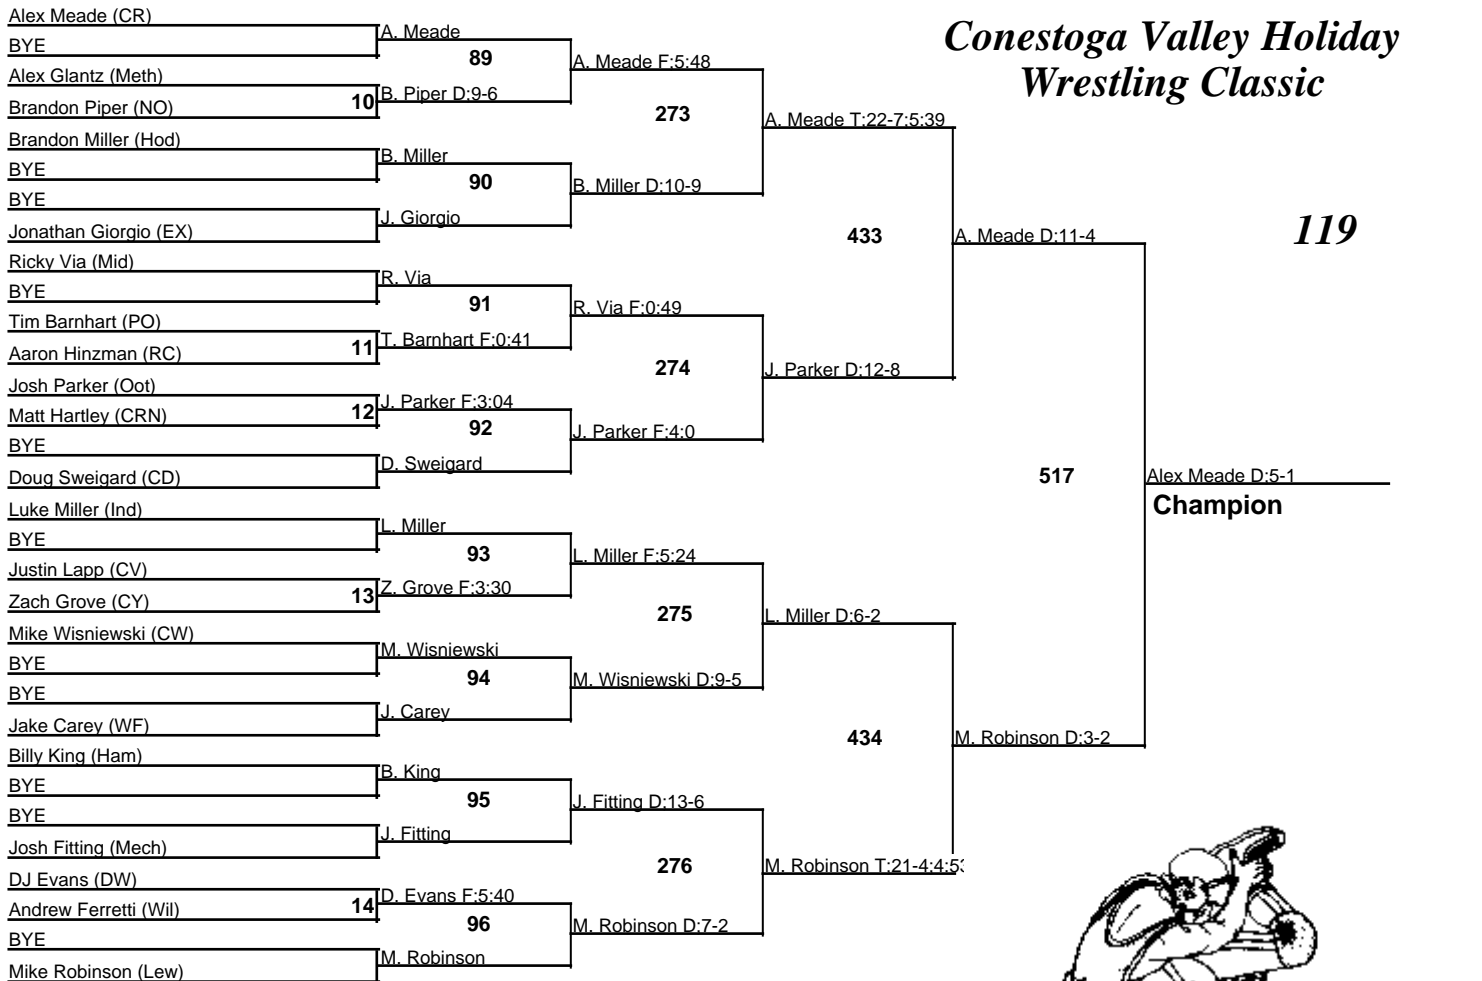 Conestoga Valley Holiday
Wrestling Classic
119
Alex Meade (CR)
BYE
Alex Glantz (Meth)
Brandon Piper (NO)
Brandon Miller (Hod)
BYE
BYE
Jonathan Giorgio (EX)
Ricky Via (Mid)
BYE
Tim Barnhart (PO)
Aaron Hinzman (RC)
Josh Parker (Oot)
Matt Hartley (CRN)
BYE
Doug Sweigard (CD)
Luke Miller (Ind)
BYE
Justin Lapp (CV)
Zach Grove (CY)
Mike Wisniewski (CW)
BYE
BYE
Jake Carey (WF)
Billy King (Ham)
BYE
BYE
Josh Fitting (Mech)
DJ Evans (DW)
Andrew Ferretti (Wil)
BYE
Mike Robinson (Lew)
10
11
12
13
14
A. Meade
89
B. Piper D:9-6
B. Miller
90
J. Giorgio
R. Via
91
T. Barnhart F:0:41
J. Parker F:3:04
92
D. Sweigard
L. Miller
93
Z. Grove F:3:30
M. Wisniewski
94
J. Carey
B. King
95
J. Fitting
D. Evans F:5:40
96
M. Robinson
A. Meade F:5:48
273
B. Miller D:10-9
R. Via F:0:49
274
J. Parker F:4:0
L. Miller F:5:24
275
M. Wisniewski D:9-5
J. Fitting D:13-6
276
M. Robinson D:7-2
A. Meade T:22-7:5:39
433
J. Parker D:12-8
L. Miller D:6-2
434
M. Robinson T:21-4:4:53
A. Meade D:11-4
517
M. Robinson D:3-2
Alex Meade D:5-1
Champion